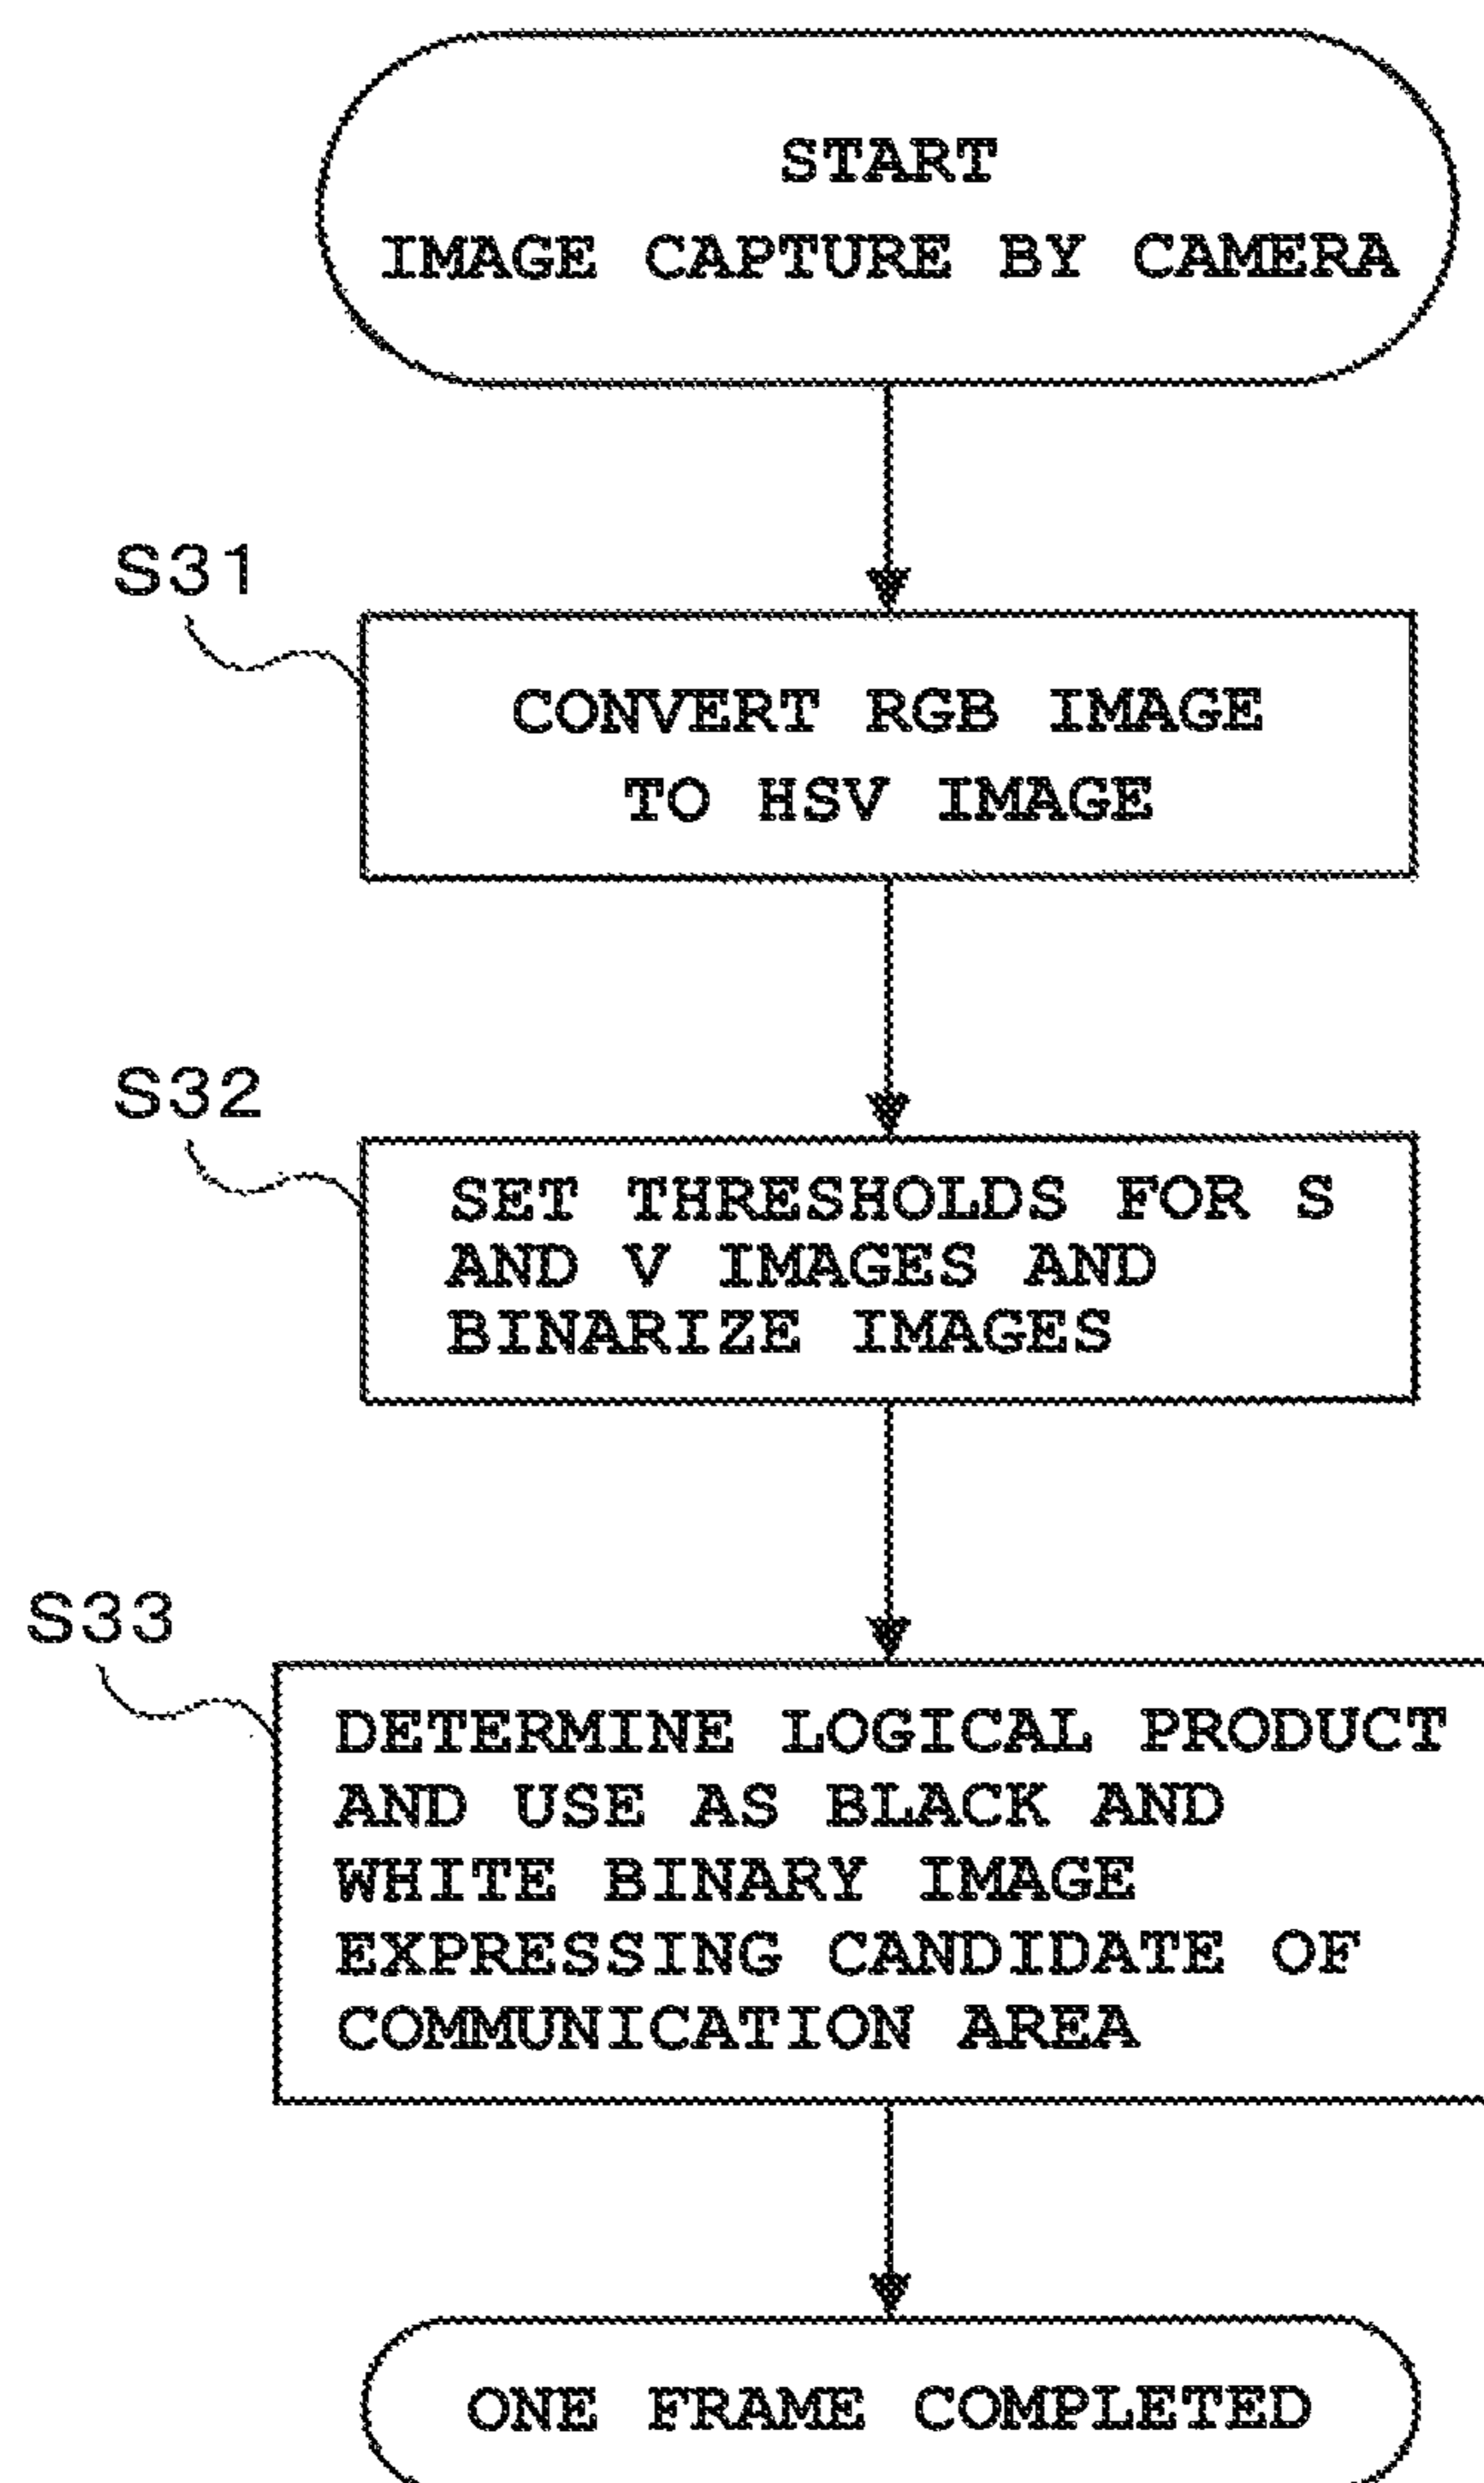 START
IMAGE CAPTURE BY CAMERA
S31
CONVERT RGB IMAGE
TO HSV IMAGE
S32
SET THRESHOLDS FOR S
AND V IMAGES AND
BINARIZE IMAGES
S33
DETERMINE LOGICAL PRODUCT
AND USE AS BLACK AND
WHITE BINARY IMAGE
EXPRESSING CANDIDATE OF
COMMUNICATION AREA
ONE FRAME COMPLETED